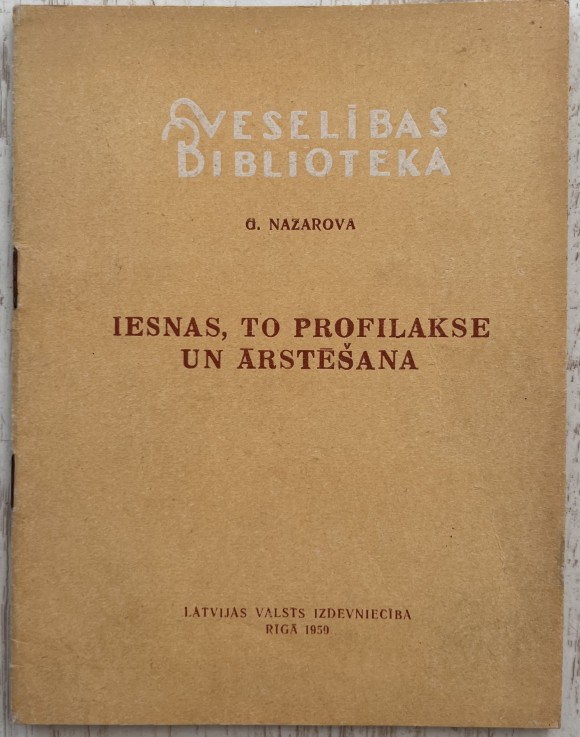 VESELĪBAS
BIBLIOTEKA
G. NAZAROVA
IESNAS, TO PROFILAKSE
UN ĀRSTĒŠANA
LATVIJAS VALSTS IZDEVNIECĪBA
RĪGĀ 1959